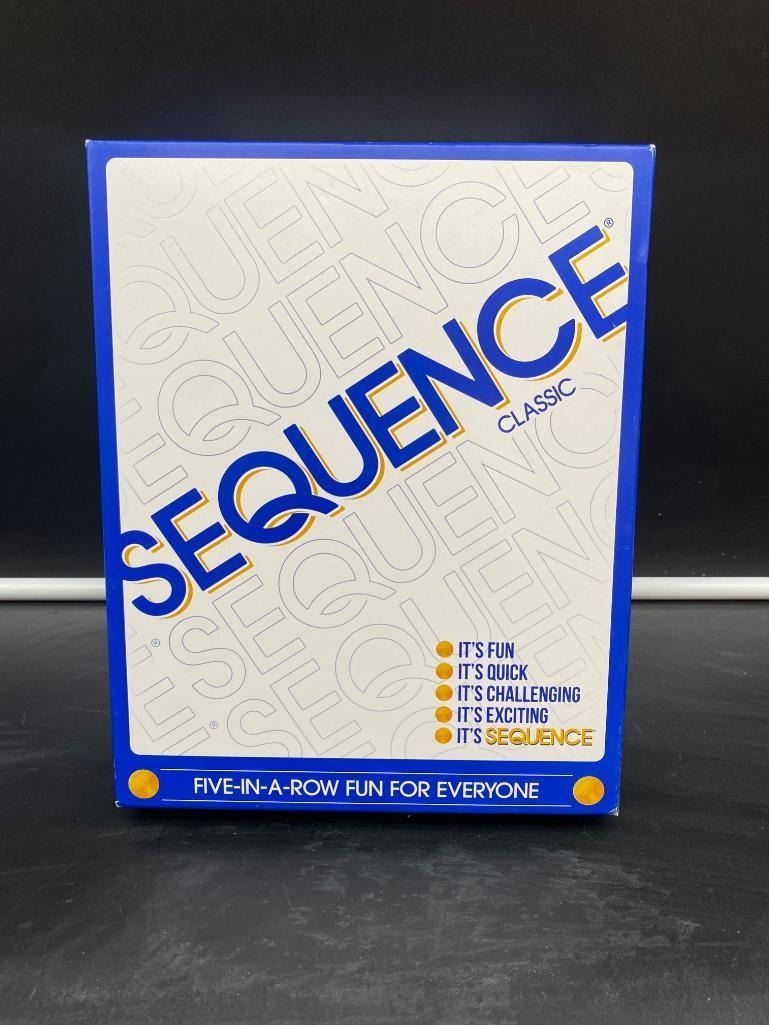 SEQUENCE®
CLASSIC
IT'S FUN
IT'S QUICK
IT'S CHALLENGING
IT'S EXCITING
IT'S SEQUENCE
FIVE-IN-A-ROW FUN FOR EVERYONE